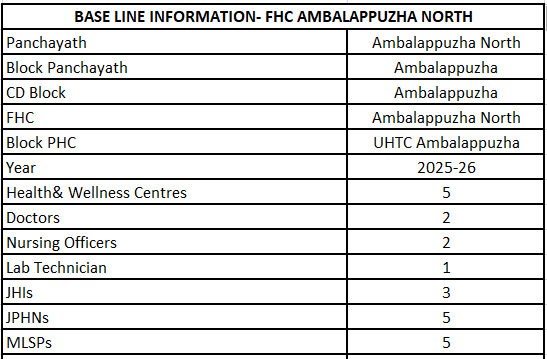 BASE LINE INFORMATION- FHC AMBALAPPUZHA NORTH
Panchayath Ambalappuzha North
Block Panchayath Ambalappuzha
CD Block Ambalappuzha
FHC Ambalappuzha North
Block PHC UHTC Ambalappuzha
Year 2025-26
Health& Wellness Centres 5
Doctors 2
Nursing Officers 2
Lab Technician 1
JHIs 3
JPHNs 5
MLSPs 5